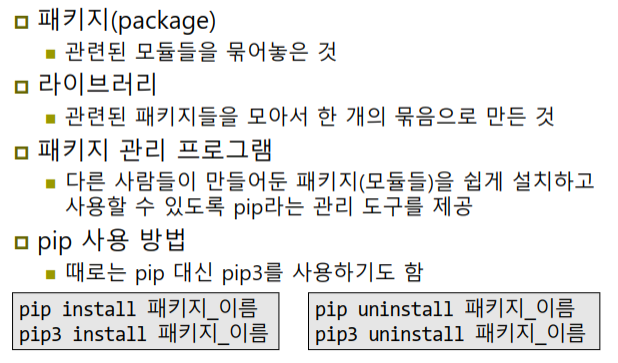 패키지(package)
관련된 모듈들을 묶어놓은 것
라이브러리
관련된 패키지들을 모아서 한 개의 묶음으로 만든 것
패키지 관리 프로그램
다른 사람들이 만들어둔 패키지(모듈들)을 쉽게 설치하고
사용할 수 있도록 pip라는 관리 도구를 제공
pip 사용 방법
때로는 pip 대신 pip3를 사용하기도 함
pip install 패키지_이름
pip3 install 패키지_이름
pip uninstall 패키지_이름
pip3 uninstall 패키지_이름